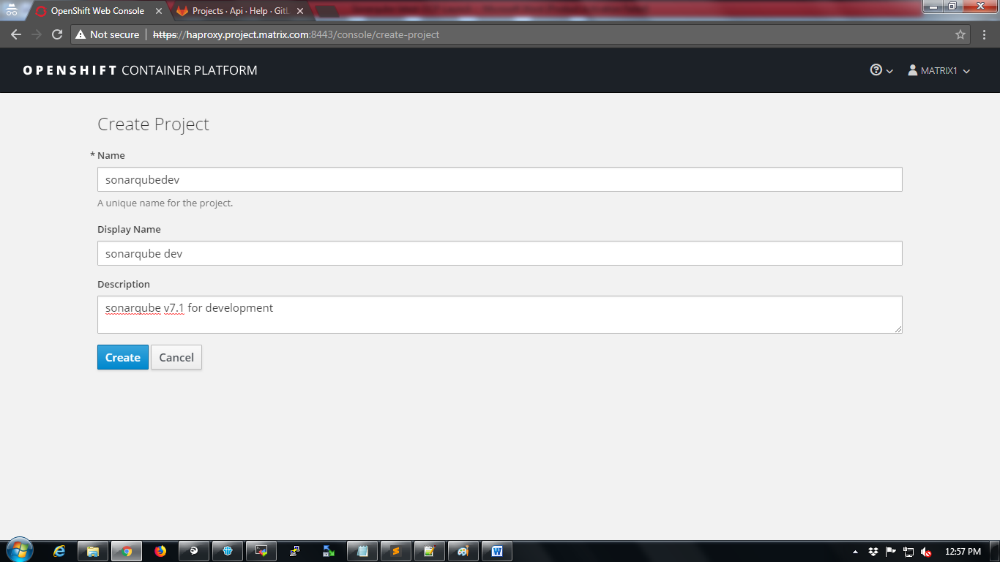 OpenShift Web Console
Projects · Api · Help · GitL
Not secure https://haproxy.project.matrix.com:8443/console/create-project
OPENSHIFT CONTAINER PLATFORM
MATRIX1
Create Project
* Name
sonarqubedev
A unique name for the project.
Display Name
sonarqube dev
Description
sonarqube v7.1 for development
Create Cancel
12:57 PM